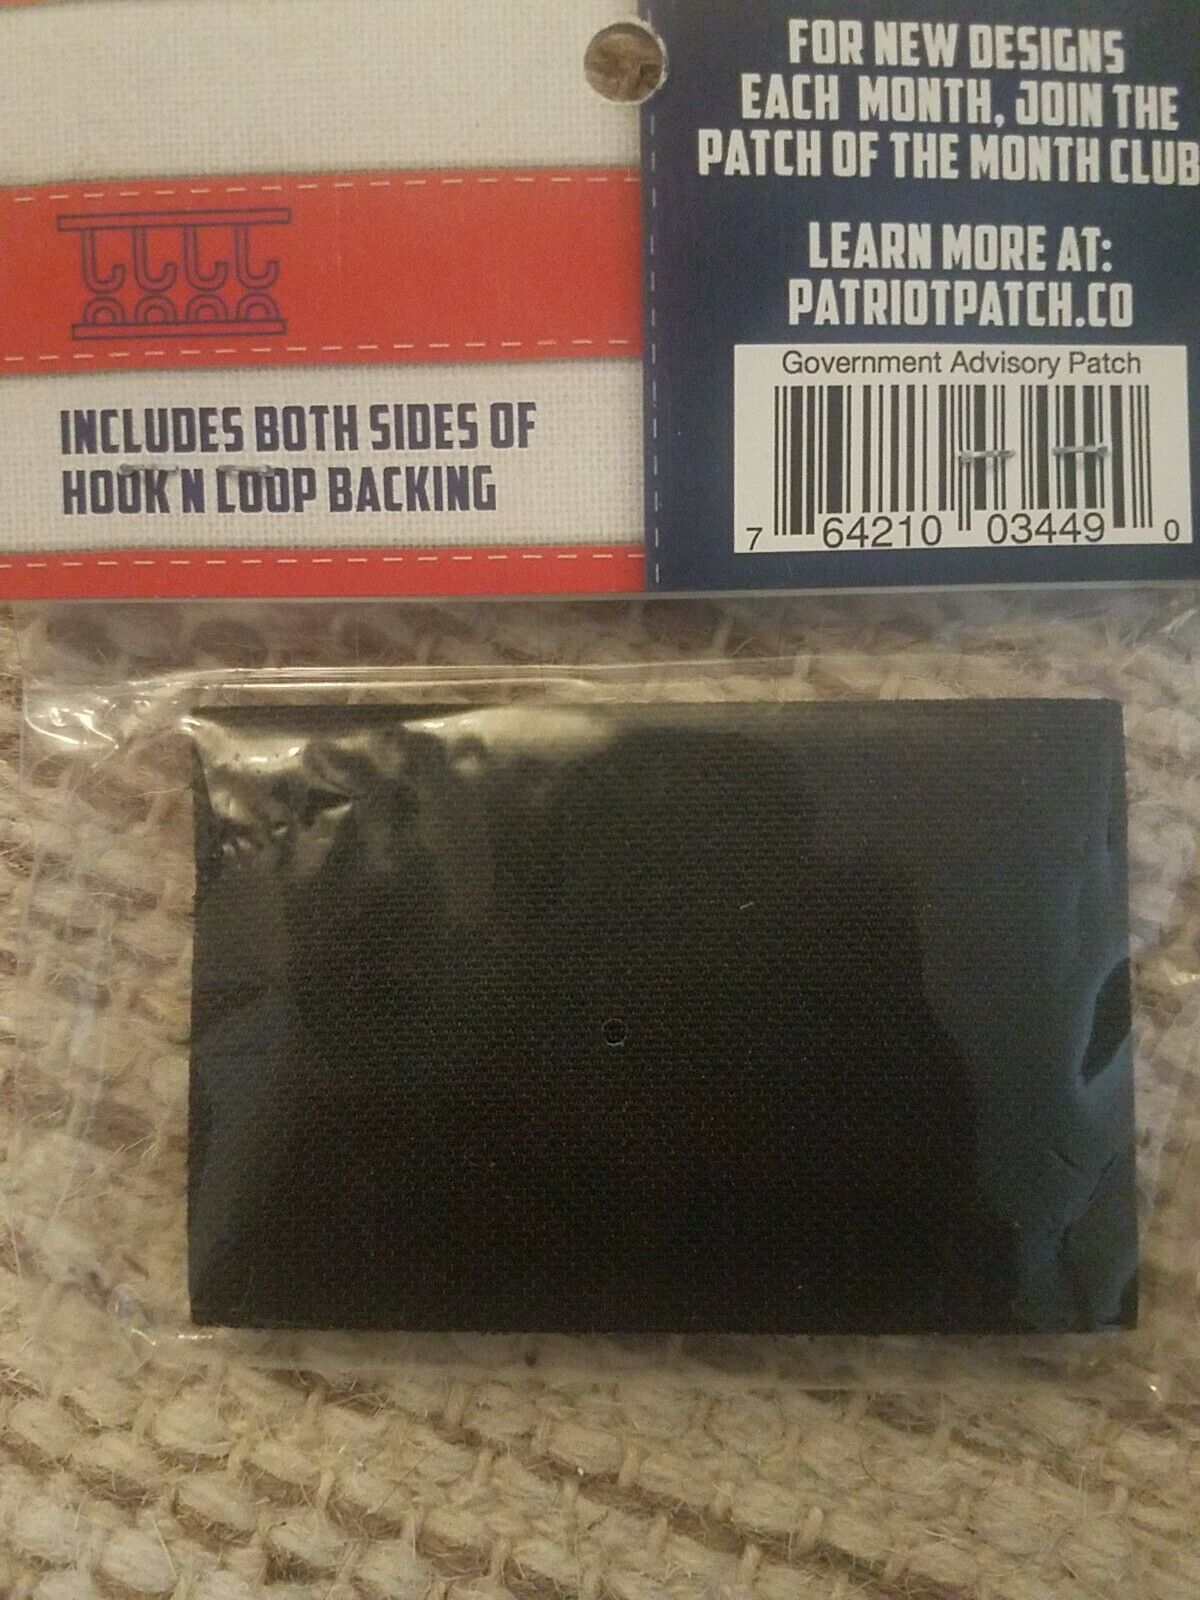 FOR NEW DESIGNS
EACH MONTH, JOIN THE
PATCH OF THE MONTH CLUB
LEARN MORE AT:
PATRIOTPATCH.CO
Government Advisory Patch
7 64210 03449 0
INCLUDES BOTH SIDES OF
HOOK N LOOP BACKING